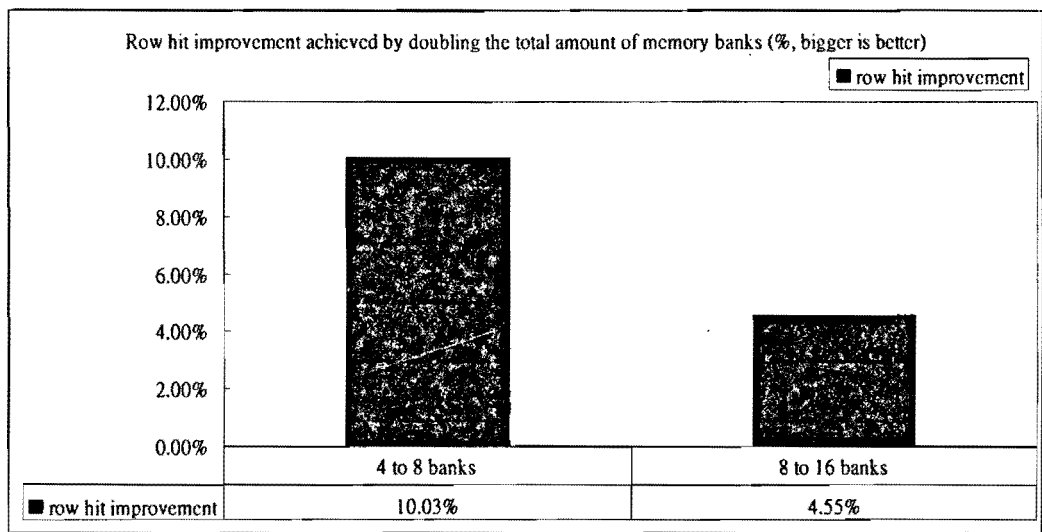 Row hit improvement achieved by doubling the total amount of memory banks (%, bigger is better)
row hit improvement
12.00%
10.00%
8.00%
6.00%
4.00%
2.00%
0.00%
4 to 8 banks 8 to 16 banks
row hit improvement 10.03% 4.55%